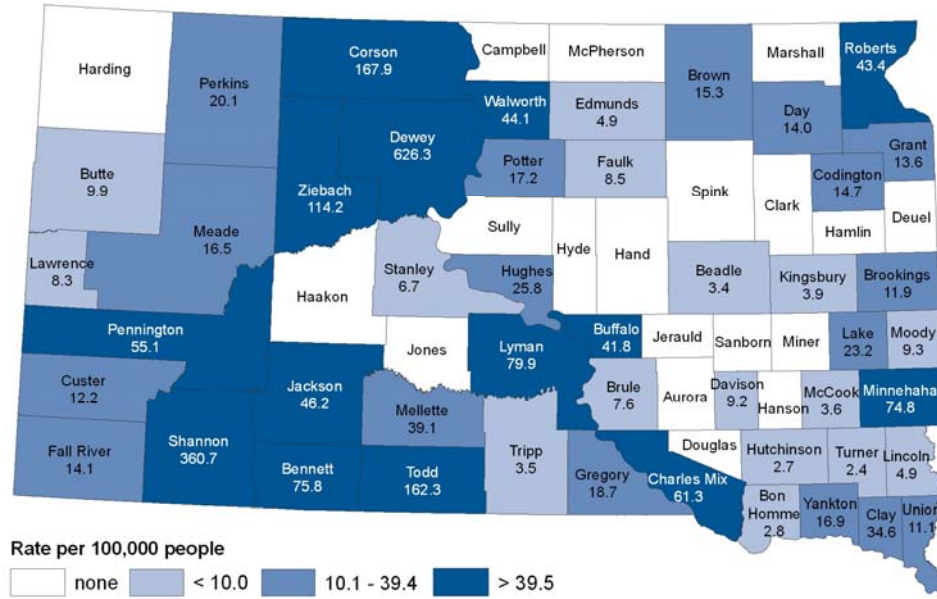 Harding
Perkins
20.1
Corson
167.9
Campbell
McPherson
Brown
15.3
Marshall
Roberts
43.4
Walworth
44.1
Edmunds
4.9
Day
14.0
Grant
13.6
Dewey
626.3
Butte
9.9
Potter
17.2
Faulk
8.5
Codington
14.7
Ziebach
114.2
Spink
Clark
Deuel
Hamlin
Meade
16.5
Sully
Hyde
Hand
Lawrence
8.3
Haakon
Stanley
6.7
Hughes
25.8
Beadle
3.4
Kingsbury
3.9
Brookings
11.9
Pennington
55.1
Jones
Lyman
79.9
Buffalo
41.8
Jerauld
Sanborn
Miner
Lake
23.2
Moody
9.3
Custer
12.2
Jackson
46.2
Mellette
39.1
Brule
7.6
Aurora
Davison
9.2
Hanson
McCook
3.6
Minnehaha
74.8
Fall River
14.1
Shannon
360.7
Bennett
75.8
Todd
162.3
Tripp
3.5
Gregory
18.7
Douglas
Charles Mix
61.3
Hutchinson
2.7
Turner
2.4
Lincoln
4.9
Bon
Homme
2.8
Yankton
16.9
Clay
34.6
Union
11.1
Rate per 100,000 people
none
< 10.0
10.1 - 39.4
> 39.5